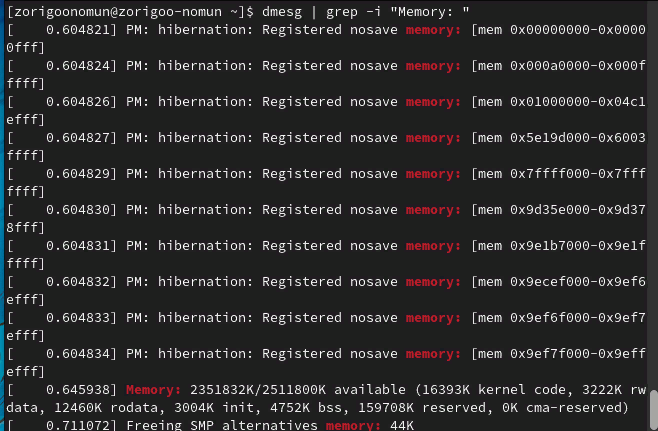 [zorigoonomun@zorigoo-nomun ~]$ dmesg | grep -i "Memory: "
[    0.604821] PM: hibernation: Registered nosave memory: [mem 0x00000000-0x0000
0fff]
[    0.604824] PM: hibernation: Registered nosave memory: [mem 0x000a0000-0x000f
ffff]
[    0.604826] PM: hibernation: Registered nosave memory: [mem 0x01000000-0x04c1
efff]
[    0.604827] PM: hibernation: Registered nosave memory: [mem 0x5e19d000-0x6003
ffff]
[    0.604829] PM: hibernation: Registered nosave memory: [mem 0x7ffff000-0x7fff
ffff]
[    0.604830] PM: hibernation: Registered nosave memory: [mem 0x9d35e000-0x9d37
8fff]
[    0.604831] PM: hibernation: Registered nosave memory: [mem 0x9e1b7000-0x9e1f
ffff]
[    0.604832] PM: hibernation: Registered nosave memory: [mem 0x9ecef000-0x9ef6
efff]
[    0.604833] PM: hibernation: Registered nosave memory: [mem 0x9ef6f000-0x9ef7
efff]
[    0.604834] PM: hibernation: Registered nosave memory: [mem 0x9ef7f000-0x9eff
efff]
[    0.645938] Memory: 2351832K/2511800K available (16393K kernel code, 3222K rw
data, 12460K rodata, 3004K init, 4752K bss, 159708K reserved, 0K cma-reserved)
[    0.711072] Freeing SMP alternatives memory: 44K